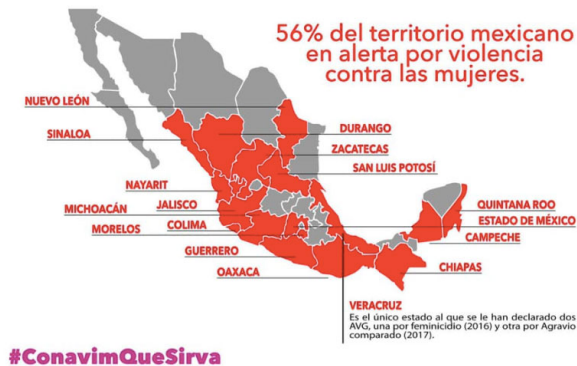 56% del territorio mexicano
en alerta por violencia
contra las mujeres.
NUEVO LEÓN
SINALOA
DURANGO
ZACATECAS
SAN LUIS POTOSÍ
NAYARIT
MICHOACÁN
JALISCO
MORELOS
COLIMA
GUERRERO
OAXACA
QUINTANA ROO
ESTADO DE MÉXICO
CAMPECHE
CHIAPAS
VERACRUZ
Es el único estado al que se le han declarado dos
AVG, una por feminicidio (2016) y otra por Agravio
comparado (2017).
#ConavimQueSirva